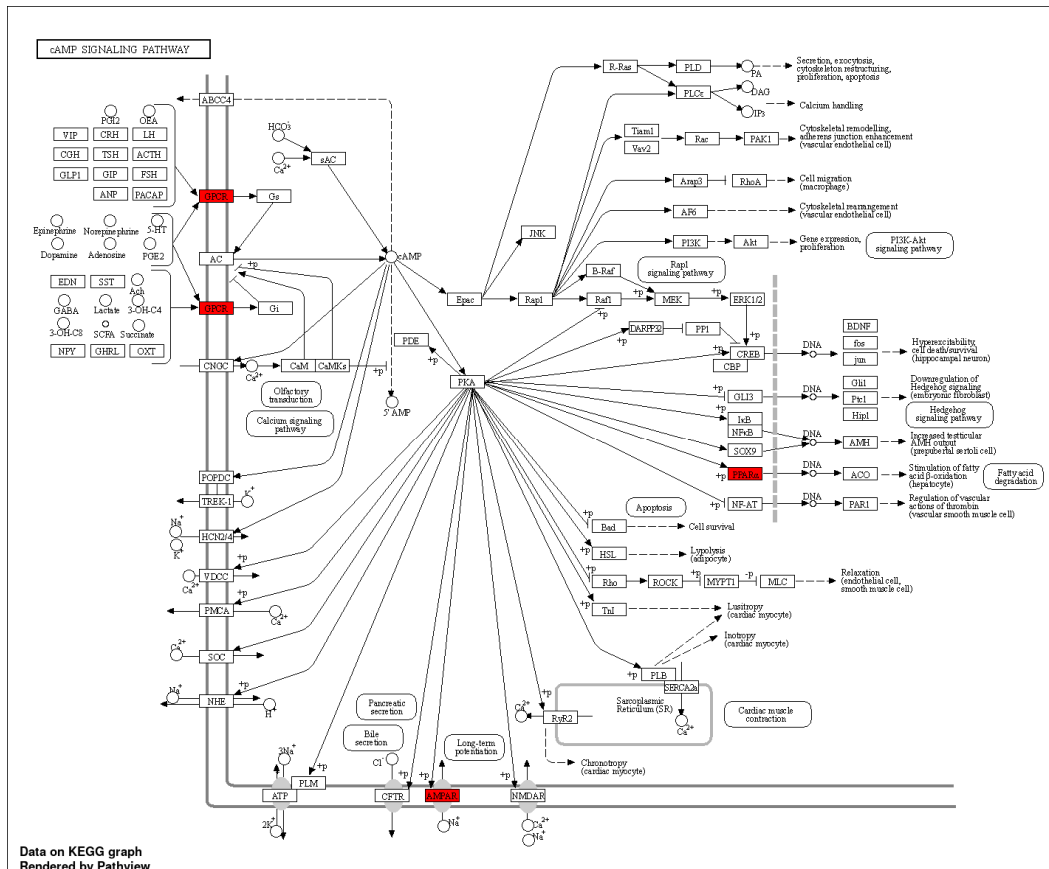 cAMP SIGNALING PATHWAY
ABCC4
PGI2
OEA
VIP
CRH
LH
CGH
TSH
ACTH
GLP1
GIP
FSH
ANP
PACAP
HCO3-
Ca2+
sAC
GPCR
Gs
Epinephrine
Norepinephrine
5-HT
Dopamine
Adenosine
PGE2
AC
+p
cAMP
EDN
SST
Ach
GABA
Lactate
3-OH-C4
3-OH-C8
SCFA
Succinate
NPY
GHRL
OXT
GPCR
Gi
CNGC
Ca2+
CaM
CaMKs
+p
Olfactory
transduction
Calcium signaling
pathway
5' AMP
PDE
+p
PKA
Epac
Rap1
JNK
R-Ras
PLD
PA
PLCε
DAG
IP3
Secretion, exocytosis,
cytoskeleton restructuring,
proliferation, apoptosis
Calcium handling
Tiam1
Vav2
Rac
PAK1
Cytoskeletal remodelling,
adherens junction enhancement
(vascular endothelial cell)
Arap3
RhoA
Cell migration
(macrophage)
AF6
Cytoskeletal rearrangement
(vascular endothelial cell)
PI3K
Akt
Gene expression,
proliferation
PI3K-Akt
signaling pathway
Rap1
signaling pathway
B-Raf
Raf1
+p
MEK
+p
ERK1/2
+p
DARPP32
+p
PP1
+p
CREB
CBP
DNA
BDNF
fos
jun
Hyperexcitability,
cell death/survival
(hippocampal neuron)
+p
GLI3
DNA
Gli1
Ptc1
Hip1
Downregulation of
Hedgehog signaling
(embryonic fibroblast)
Hedgehog
signaling pathway
+p
IκB
NFκB
+p
SOX9
DNA
AMH
Increased testticular
AMH output
(prepubertal sertoli cell)
PPARα
+p
DNA
ACO
Stimulation of fatty
acid β-oxidation
(hepatocyte)
Fatty acid
degradation
+p
NF-AT
DNA
PAR1
Regulation of vascular
actions of thrombin
(vascular smooth muscle cell)
Apoptosis
+p
Bad
Cell survival
+p
HSL
Lypolysis
(adipocyte)
+p
Rho
ROCK
+p
MYPT1
-p
MLC
Relaxation
(endothelial cell,
smooth muscle cell)
+p
TnI
Lusitropy
(cardiac myocyte)
Inotropy
(cardiac myocyte)
+p
PLB
SERCA2a
Sarcoplasmic
Reticulum (SR)
Ca2+
Cardiac muscle
contraction
+p
Ca2+
RyR2
Chronotropy
(cardiac myocyte)
POPDC
TREK-1
K+
Na+
HCN2/4
K+
+p
VDCC
Ca2+
+p
PMCA
Ca2+
Ca2+
SOC
+p
Na+
NHE
H+
Pancreatic
secretion
Bile
secretion
Long-term
potentiation
3Na+
+p
PLM
ATP
2K+
Cl-
+p
CFTR
+p
AMPAR
Na+
+p
NMDAR
Ca2+
Na+
Data on KEGG graph
Rendered by Pathview